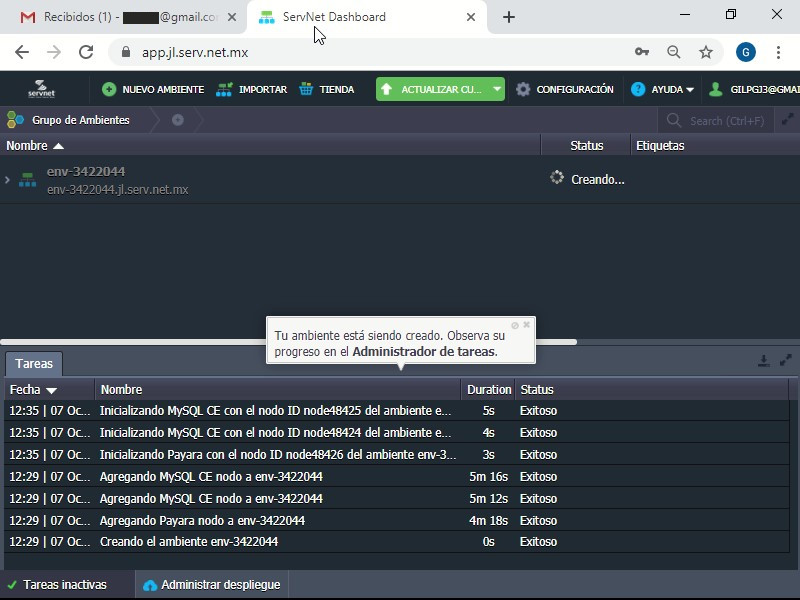 Recibidos (1) - @gmail.co
ServNet Dashboard
app.jl.serv.net.mx
G
servnet
NUEVO AMBIENTE
IMPORTAR
TIENDA
ACTUALIZAR CU...
CONFIGURACIÓN
AYUDA
GILPGJ3@GMAI
Grupo de Ambientes
Search (Ctrl+F)
Nombre
Status
Etiquetas
env-3422044
env-3422044.jl.serv.net.mx
Creando...
Tu ambiente está siendo creado. Observa su
progreso en el Administrador de tareas.
Tareas
Fecha Nombre Duration Status
12:35 | 07 Oc... Inicializando MySQL CE con el nodo ID node48425 del ambiente e... 5s Exitoso
12:35 | 07 Oc... Inicializando MySQL CE con el nodo ID node48424 del ambiente e... 4s Exitoso
12:35 | 07 Oc... Inicializando Payara con el nodo ID node48426 del ambiente env-3... 3s Exitoso
12:29 | 07 Oc... Agregando MySQL CE nodo a env-3422044 5m 16s Exitoso
12:29 | 07 Oc... Agregando MySQL CE nodo a env-3422044 5m 12s Exitoso
12:29 | 07 Oc... Agregando Payara nodo a env-3422044 4m 18s Exitoso
12:29 | 07 Oc... Creando el ambiente env-3422044 0s Exitoso
Tareas inactivas
Administrar despliegue